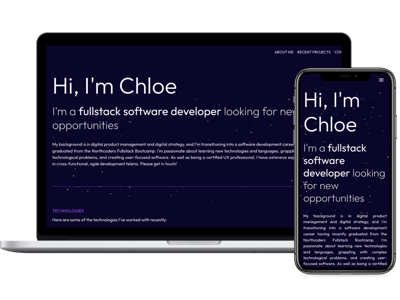 ABOUT ME RECENT PROJECTS CON
Hi, I'm Chloe
I'm a fullstack software developer looking for new
opportunities
My background is in digital product management and digital strategy, and I'm transitioning into a software development career
graduated from the Northcoders Fullstack Bootcamp. I'm passionate about learning new technologies and languages, grappling
technological problems, and creating user-focused software. As well as being a certified UX professional, I have extensive exp
in cross-functional, agile development teams. Please get in touch!
TECHNOLOGIES
Here are some of the technologies I've worked with recently:
Hi, I'm
Chloe
I'm a fullstack
software
developer
looking for new
opportunities
My background is in digital product
management and digital strategy, and I'm
transitioning into a software development
career having recently graduated from the
Northcoders Fullstack Bootcamp. I'm
passionate about learning new technologies
and languages, grappling with complex
technological problems, and creating user-
focused software. As well as being a certified